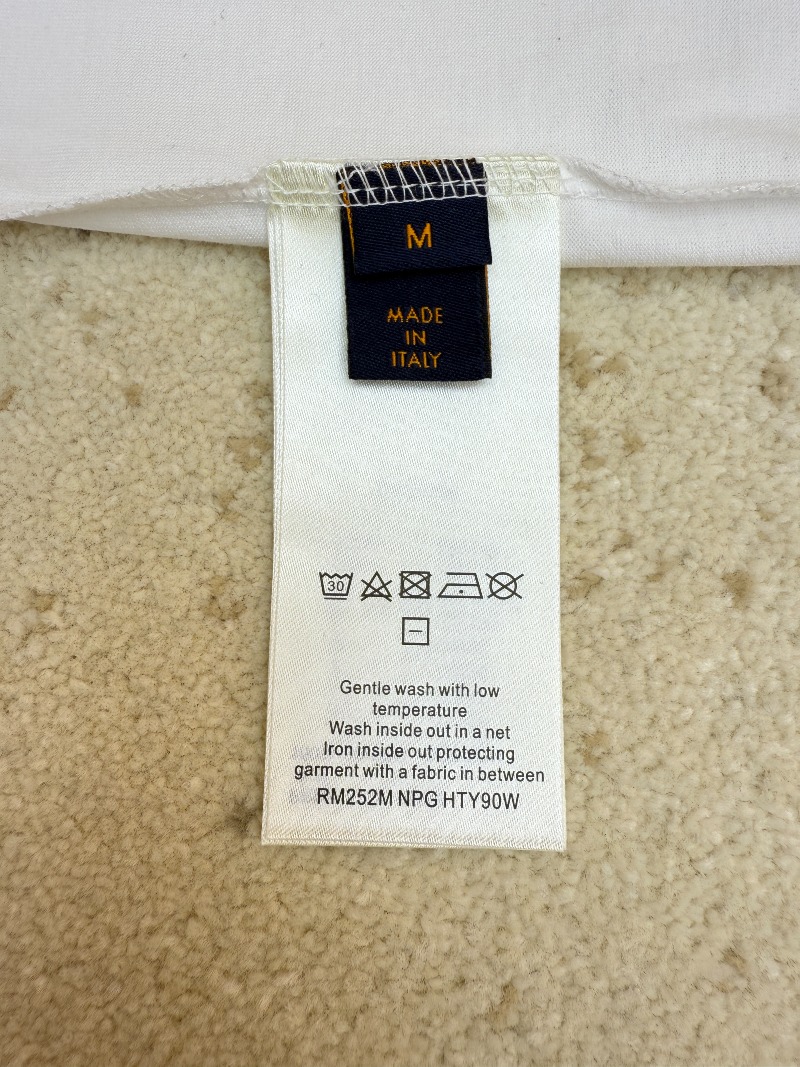 M
MADE
IN
ITALY
30
Gentle wash with low
temperature
Wash inside out in a net
Iron inside out protecting
garment with a fabric in between
RM252M NPG HTY90W